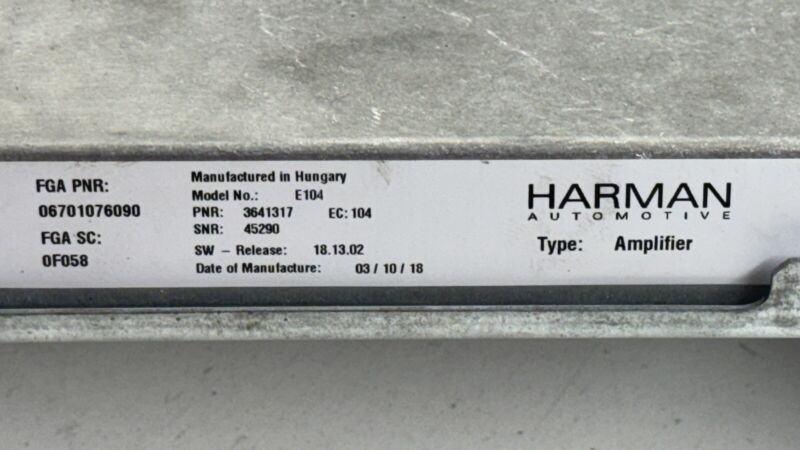 FGA PNR:
06701076090
FGA SC:
0F058
Manufactured in Hungary
Model No.: E104
PNR: 3641317 EC: 104
SNR: 45290
SW – Release: 18.13.02
Date of Manufacture: 03 / 10 / 18
HARMAN
AUTOMOTIVE
Type: Amplifier